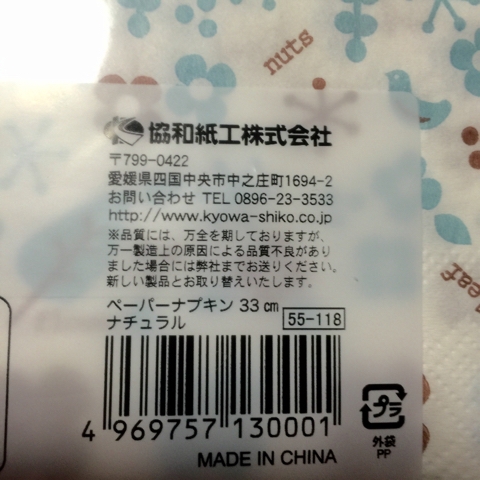 nuts
協和紙工株式会社
〒799-0422
愛媛県四国中央市中之庄町1694-2
お問い合わせ TEL 0896-23-3533
http://www.kyowa-shiko.co.jp
※品質には、万全を期しておりますが、
万一製造上の原因による品質不良があり
ました場合には弊社までお送りください。
新しい製品とお取り替えいたします。
leaf
ペーパーナプキン 33㎝
ナチュラル 55-118
4 969757 130001
プラ
外袋
PP
MADE IN CHINA